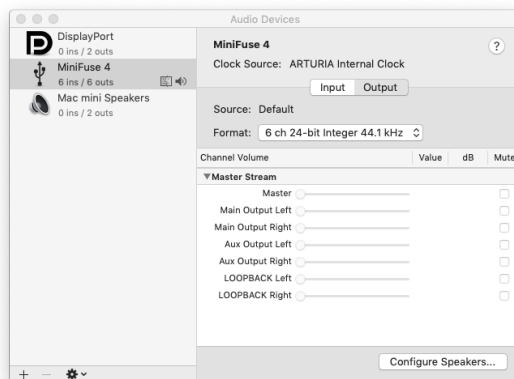 Audio Devices
DisplayPort
0 ins / 2 outs
MiniFuse 4
6 ins / 6 outs
Mac mini Speakers
0 ins / 2 outs
MiniFuse 4
?
Clock Source: ARTURIA Internal Clock
Input Output
Source: Default
Format: 6 ch 24-bit Integer 44.1 kHz
Channel Volume Value dB Mute
Master Stream
Master
Main Output Left
Main Output Right
Aux Output Left
Aux Output Right
LOOPBACK Left
LOOPBACK Right
Configure Speakers...